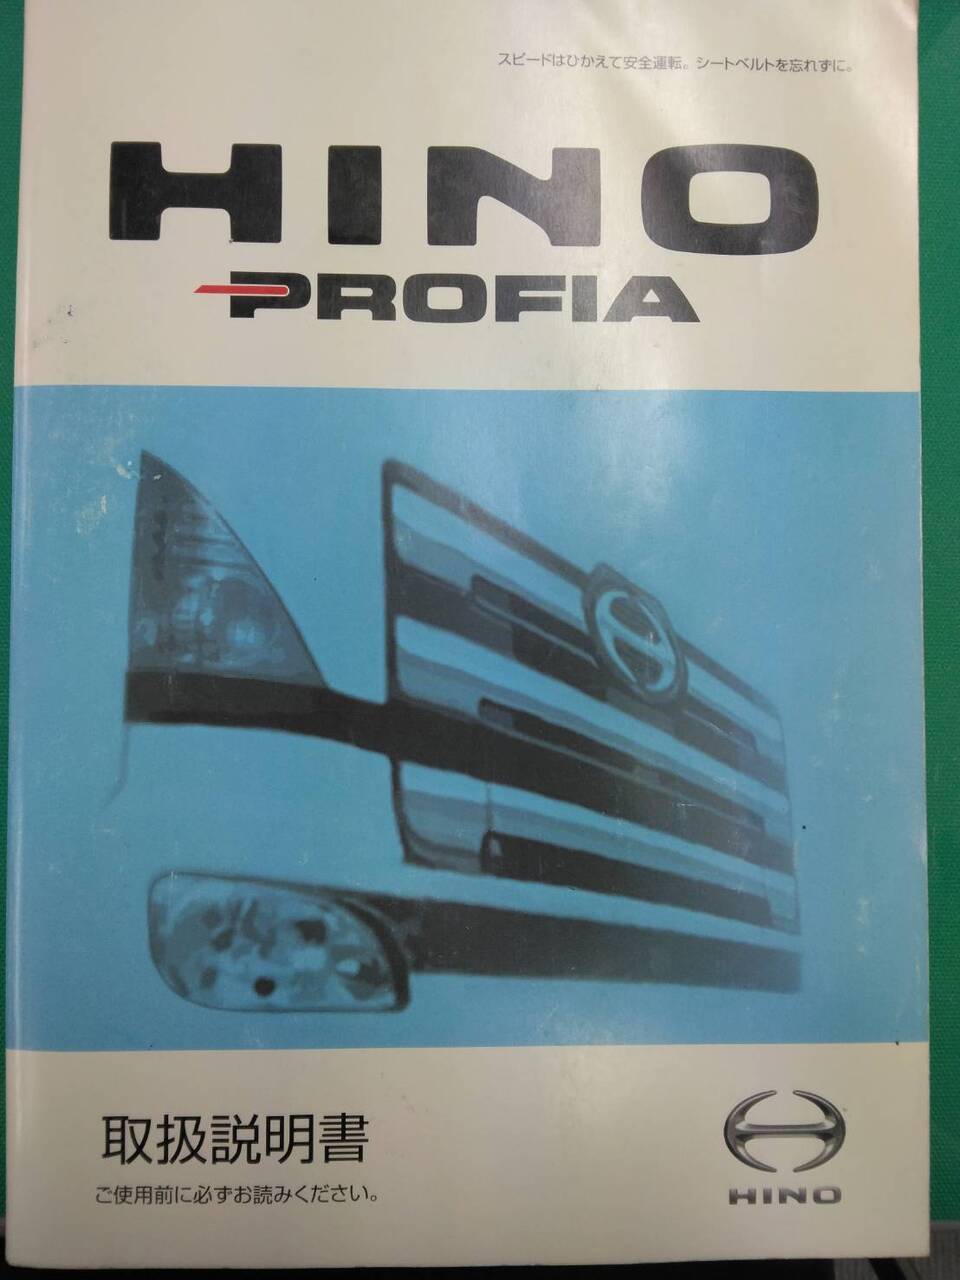 スピードはひかえて安全運転。シートベルトを忘れずに。
HINO
PROFIA
取扱説明書
ご使用前に必ずお読みください。
HINO